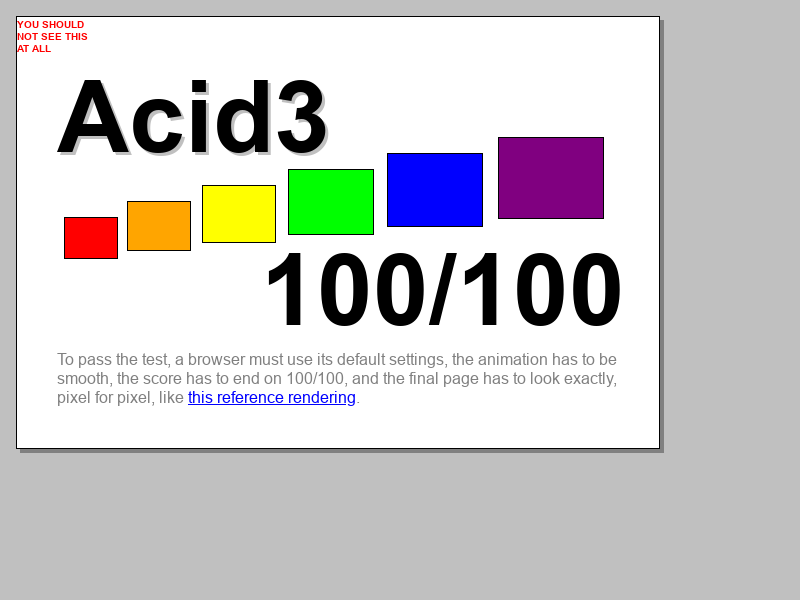 YOU SHOULD
NOT SEE THIS
AT ALL
Acid3
100/100
To pass the test, a browser must use its default settings, the animation has to be
smooth, the score has to end on 100/100, and the final page has to look exactly,
pixel for pixel, like this reference rendering.